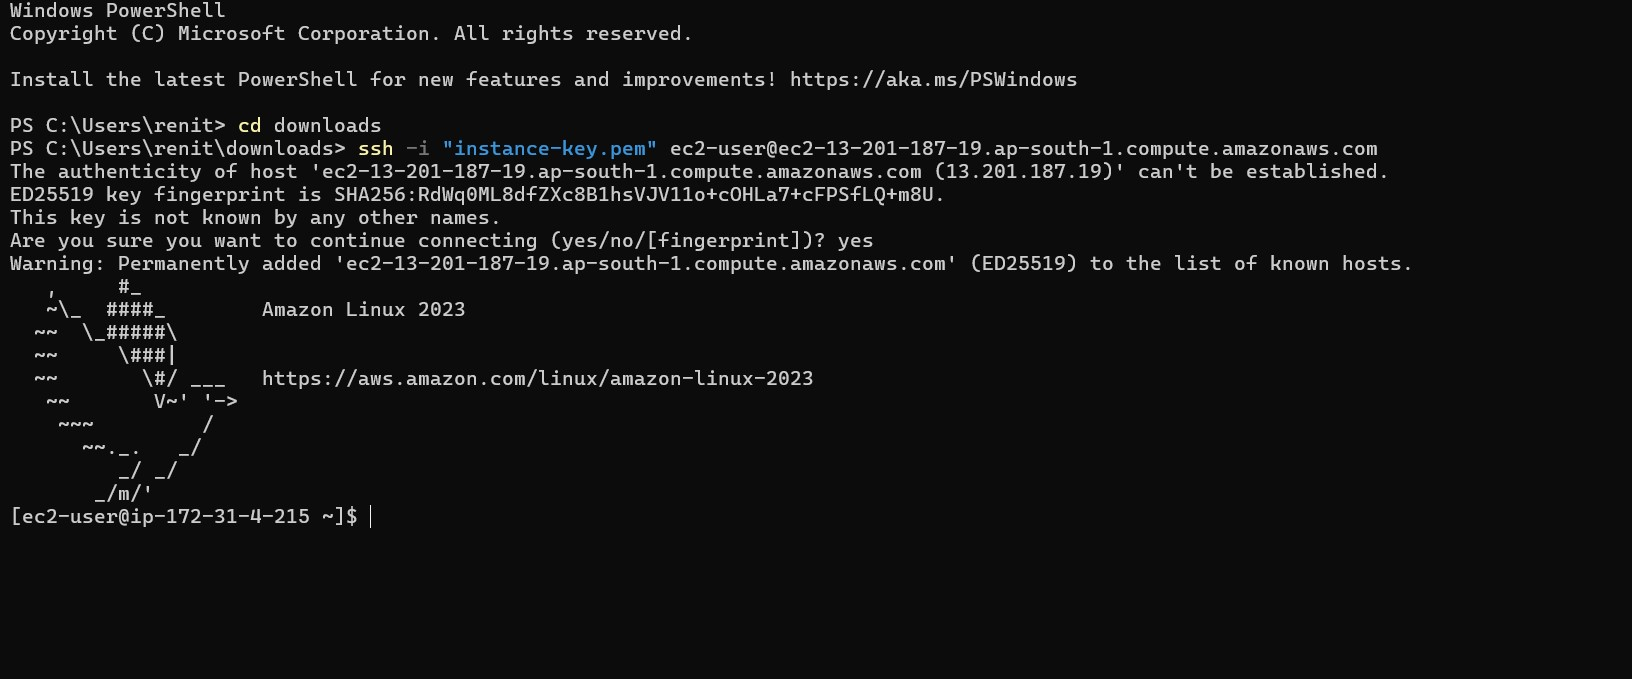 Windows PowerShell
Copyright (C) Microsoft Corporation. All rights reserved.
Install the latest PowerShell for new features and improvements! https://aka.ms/PSWindows
PS C:\Users\renit> cd downloads
PS C:\Users\renit\downloads> ssh -i "instance-key.pem" ec2-user@ec2-13-201-187-19.ap-south-1.compute.amazonaws.com
The authenticity of host 'ec2-13-201-187-19.ap-south-1.compute.amazonaws.com (13.201.187.19)' can't be established.
ED25519 key fingerprint is SHA256:RdWq0ML8dfZXc8B1hsVJV11o+cOHLa7+cFPSfLQ+m8U.
This key is not known by any other names.
Are you sure you want to continue connecting (yes/no/[fingerprint])? yes
Warning: Permanently added 'ec2-13-201-187-19.ap-south-1.compute.amazonaws.com' (ED25519) to the list of known hosts.
   ,     #_
   ~\_  ####_        Amazon Linux 2023
  ~~  \_#####\
  ~~     \###|
  ~~       \#/ ___   https://aws.amazon.com/linux/amazon-linux-2023
   ~~       V~' '->
    ~~~         /
      ~~._.   _/
         _/ _/
       _/m/'
[ec2-user@ip-172-31-4-215 ~]$